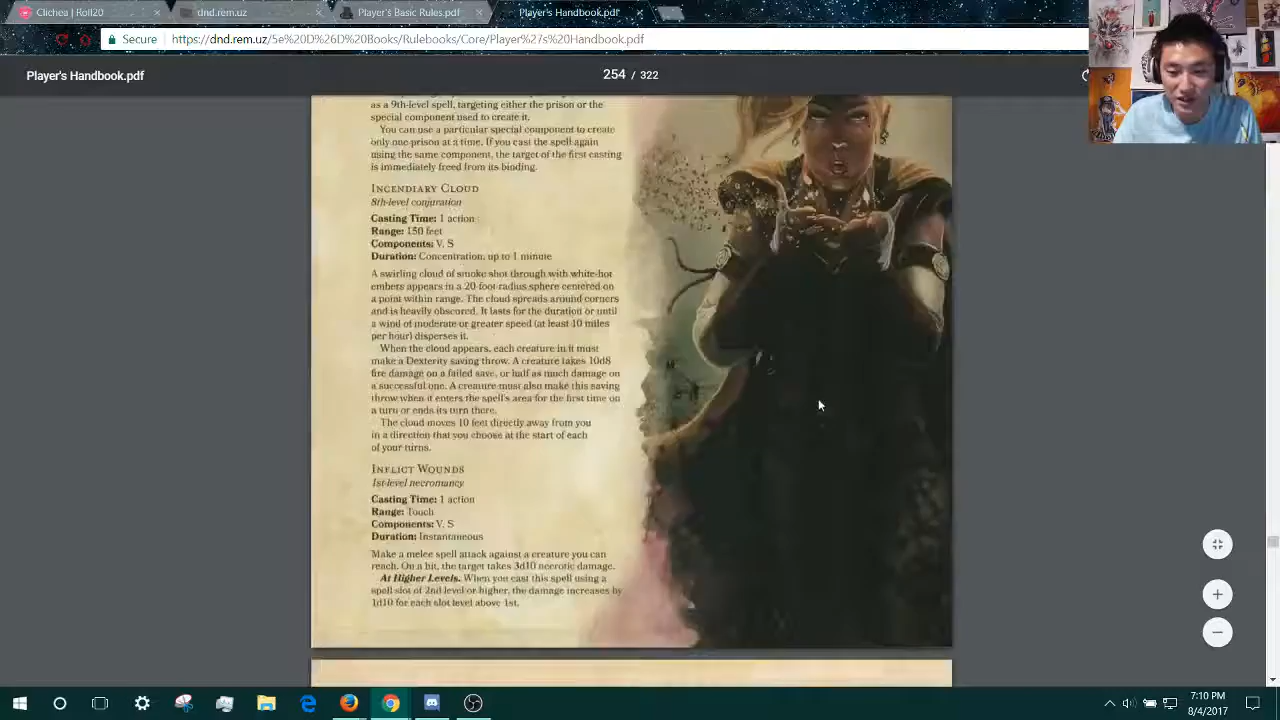 Clichea | Roll20
dnd.rem.uz
Player's Basic Rules.pdf
Player's Handbook.pdf
Secure
https://dnd.rem.uz/5e%20D%26D%20Books/Rulebooks/Core/Player%27s%20Handbook.pdf
Player's Handbook.pdf
254 / 322
as a 9th-level spell, targeting either the prison or the
special component used to create it.
You can use a particular special component to create
only one prison at a time. If you cast the spell again
using the same component, the target of the first casting
is immediately freed from its binding.
INCENDIARY CLOUD
8th-level conjuration
Casting Time: 1 action
Range: 150 feet
Components: V, S
Duration: Concentration, up to 1 minute
A swirling cloud of smoke shot through with white-hot
embers appears in a 20-foot-radius sphere centered on
a point within range. The cloud spreads around corners
and is heavily obscured. It lasts for the duration or until
a wind of moderate or greater speed (at least 10 miles
per hour) disperses it.
When the cloud appears, each creature in it must
make a Dexterity saving throw. A creature takes 10d8
fire damage on a failed save, or half as much damage on
a successful one. A creature must also make this saving
throw when it enters the spell's area for the first time on
a turn or ends its turn there.
The cloud moves 10 feet directly away from you
in a direction that you choose at the start of each
of your turns.
INFLICT WOUNDS
1st-level necromancy
Casting Time: 1 action
Range: Touch
Components: V, S
Duration: Instantaneous
Make a melee spell attack against a creature you can
reach. On a hit, the target takes 3d10 necrotic damage.
At Higher Levels. When you cast this spell using a
spell slot of 2nd level or higher, the damage increases by
1d10 for each slot level above 1st.
7:10 PM
8/4/2017